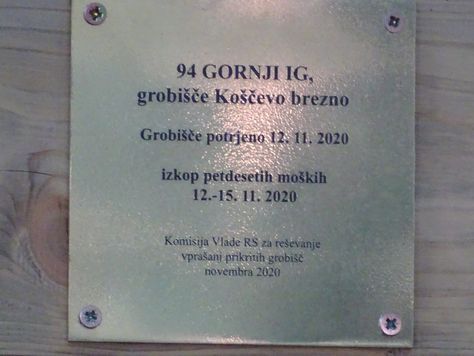 94 GORNJI IG,
grobišče Koščevo brezno
Grobišče potrjeno 12. 11. 2020
izkop petdesetih moških
12.-15. 11. 2020
Komisija Vlade RS za reševanje
vprašanj prikritih grobišč
novembra 2020